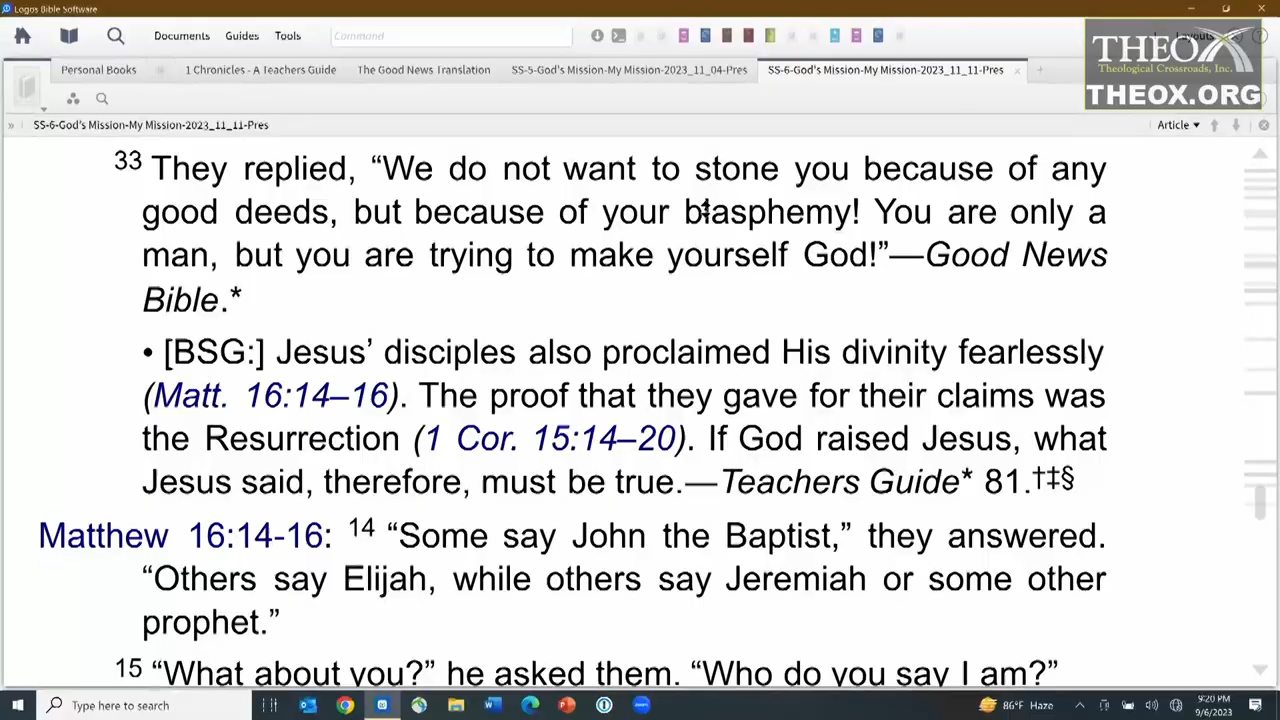 Logos Bible Software
Documents Guides Tools Command Layouts
THEOX
Theological Crossroads, Inc.
THEOX.ORG
Personal Books 1 Chronicles - A Teachers Guide The Good News Bible SS-5-God's Mission-My Mission-2023_11_04-Pres SS-6-God's Mission-My Mission-2023_11_11-Pres
SS-6-God's Mission-My Mission-2023_11_11-Pres Article
33 They replied, “We do not want to stone you because of any
good deeds, but because of your blasphemy! You are only a
man, but you are trying to make yourself God!”—Good News
Bible.*
• [BSG:] Jesus’ disciples also proclaimed His divinity fearlessly
(Matt. 16:14–16). The proof that they gave for their claims was
the Resurrection (1 Cor. 15:14–20). If God raised Jesus, what
Jesus said, therefore, must be true.—Teachers Guide* 81.†‡§
Matthew 16:14-16: 14 “Some say John the Baptist,” they answered.
“Others say Elijah, while others say Jeremiah or some other
prophet.”
15 “What about you?” he asked them. “Who do you say I am?”
Type here to search 86°F Haze 9:20 PM
9/6/2023